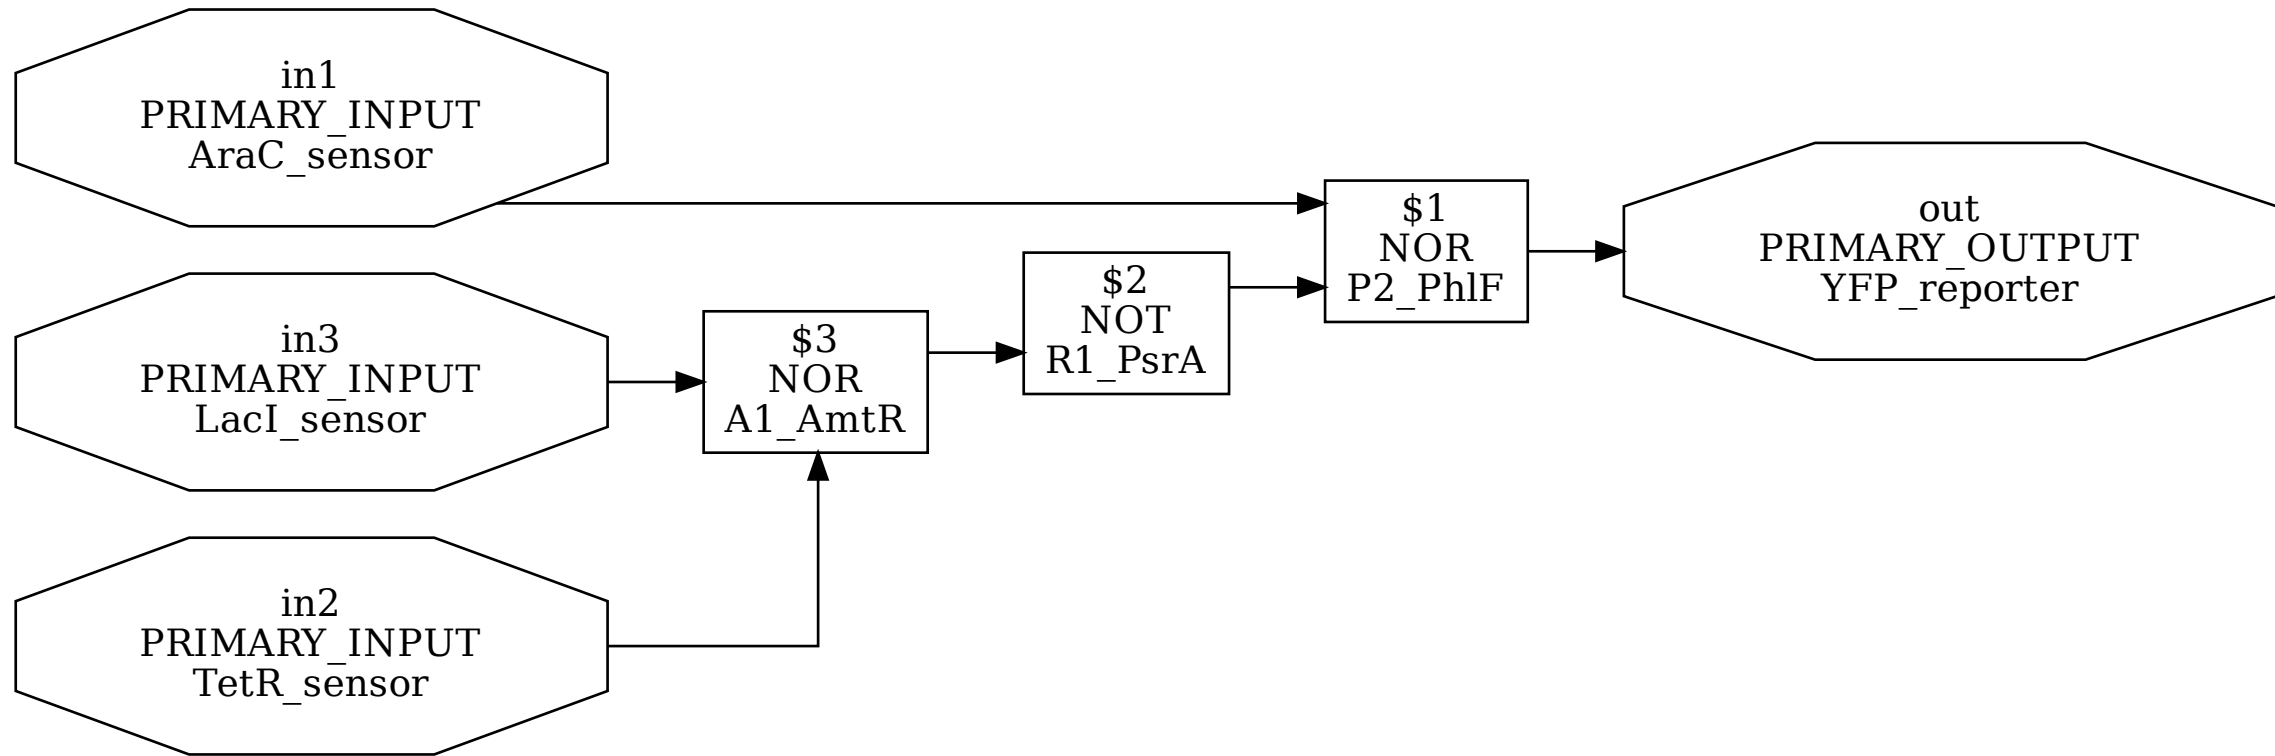 in1
PRIMARY_INPUT
AraC_sensor
in3
PRIMARY_INPUT
LacI_sensor
in2
PRIMARY_INPUT
TetR_sensor
$3
NOR
A1_AmtR
$2
NOT
R1_PsrA
$1
NOR
P2_PhlF
out
PRIMARY_OUTPUT
YFP_reporter